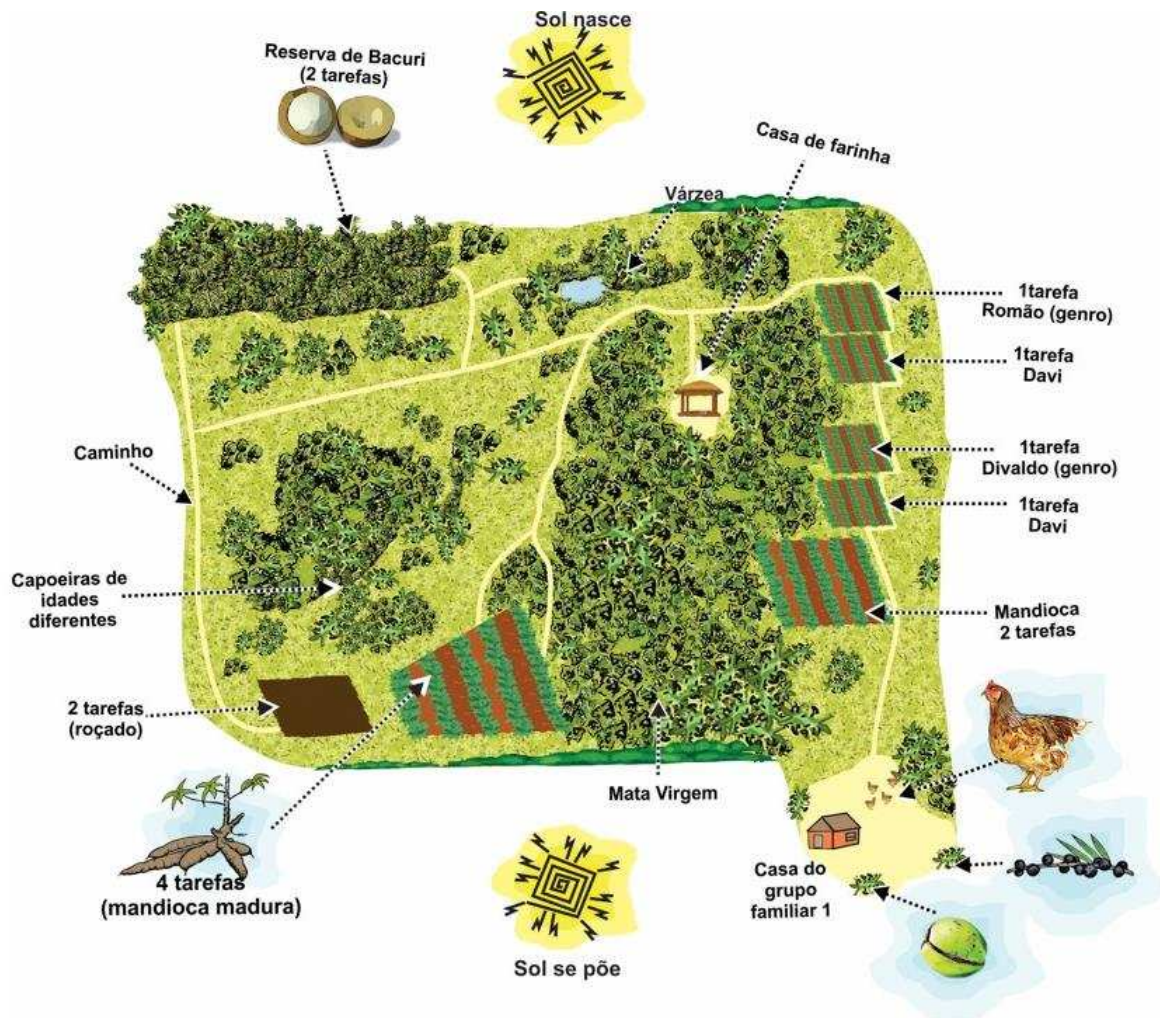 Sol nasce
Reserva de Bacuri
(2 tarefas)
Casa de farinha
Várzea
1tarefa
Romão (genro)
1tarefa
Davi
1tarefa
Divaldo (genro)
1tarefa
Davi
Caminho
Capoeiras de
idades
diferentes
Mandioca
2 tarefas
2 tarefas
(roçado)
Mata Virgem
4 tarefas
(mandioca madura)
Casa do
grupo
familiar 1
Sol se põe